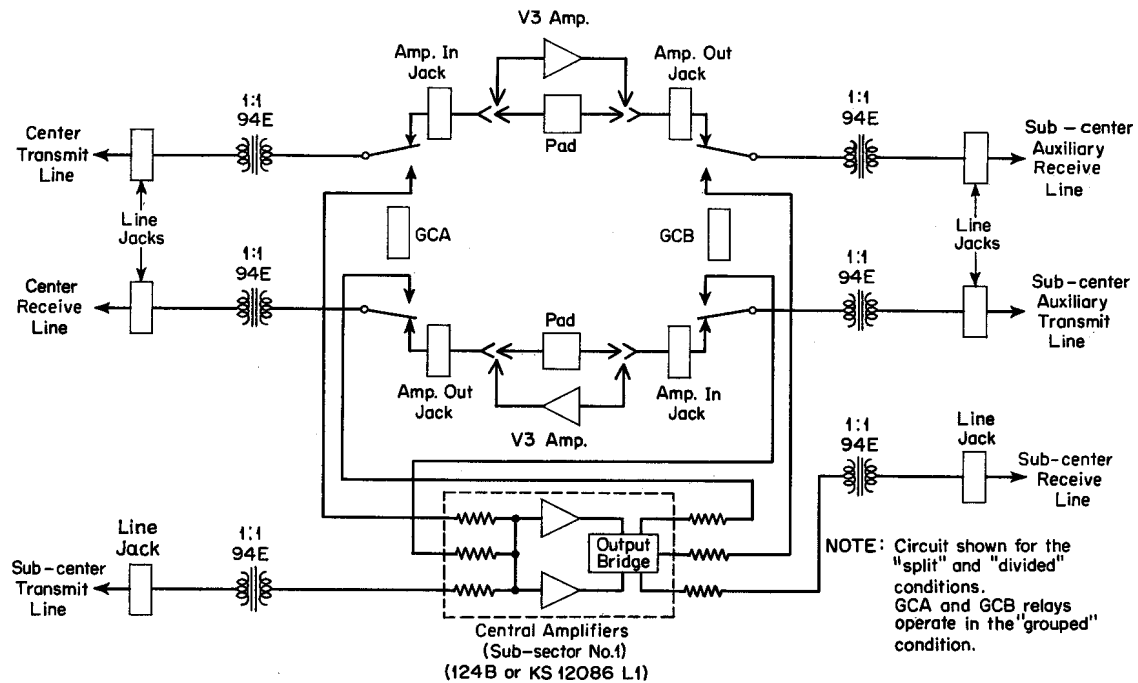 V3 Amp.
Amp. In
Jack
Amp. Out
Jack
1:1
94E
1:1
94E
Center
Transmit
Line
Pad
Sub-center
Auxiliary
Receive
Line
Line
Jacks
GCA
GCB
Line
Jacks
1:1
94E
1:1
94E
Center
Receive
Line
Pad
Sub-center
Auxiliary
Transmit
Line
Amp. Out
Jack
Amp. In
Jack
V3 Amp.
1:1
94E
Line
Jack
Sub-center
Receive
Line
Line
Jack
1:1
94E
Output
Bridge
Sub-center
Transmit
Line
NOTE: Circuit shown for the
"split" and "divided"
conditions.
GCA and GCB relays
operate in the "grouped"
condition.
Central Amplifiers
(Sub-sector No.1)
(124B or KS 12086 L1)